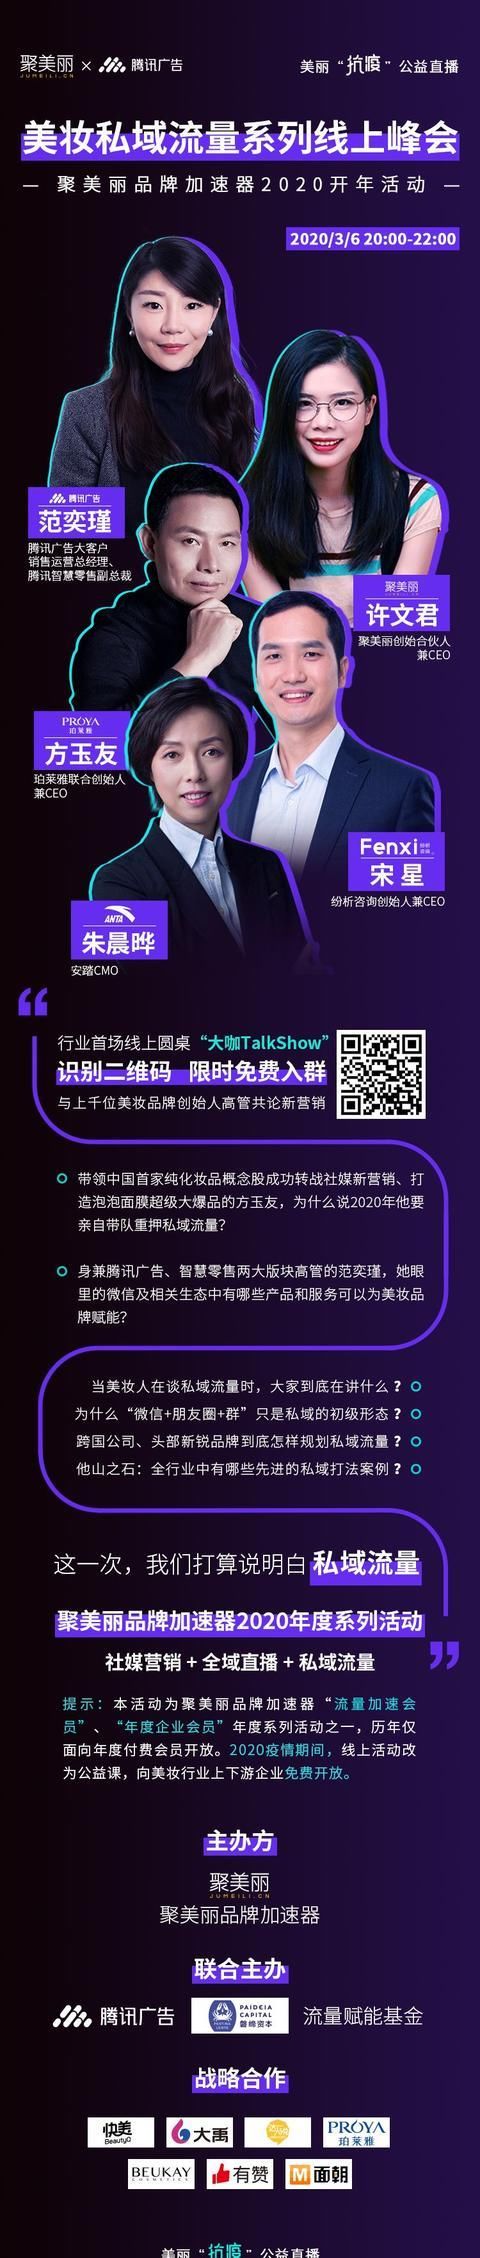 聚美丽 × 腾讯广告
JUMEILI.CN
美丽“抗疫”公益直播
美妆私域流量系列线上峰会
— 聚美丽品牌加速器2020开年活动 —
2020/3/6 20:00-22:00
腾讯广告
范奕瑾
腾讯广告大客户
销售运营总经理、
腾讯智慧零售副总裁
聚美丽
许文君
聚美丽创始合伙人
兼CEO
PROYA
珀莱雅
方玉友
珀莱雅联合创始人
兼CEO
Fenxi 纷析咨询
宋星
纷析咨询创始人兼CEO
ANTA
朱晨晔
安踏CMO
行业首场线上圆桌“大咖TalkShow”
识别二维码 限时免费入群
与上千位美妆品牌创始人高管共论新营销
带领中国首家纯化妆品概念股成功转战社媒新营销、打
造泡泡面膜超级大爆品的方玉友，为什么说2020年他要
亲自带队重押私域流量？
身兼腾讯广告、智慧零售两大版块高管的范奕瑾，她眼
里的微信及相关生态中有哪些产品和服务可以为美妆品
牌赋能？
当美妆人在谈私域流量时，大家到底在讲什么？
为什么“微信+朋友圈+群”只是私域的初级形态？
跨国公司、头部新锐品牌到底怎样规划私域流量？
他山之石：全行业中有哪些先进的私域打法案例？
这一次，我们打算说明白 私域流量
聚美丽品牌加速器2020年度系列活动
社媒营销 + 全域直播 + 私域流量
提示：本活动为聚美丽品牌加速器“流量加速会
员”、“年度企业会员”年度系列活动之一，历年仅
面向年度付费会员开放。2020疫情期间，线上活动改
为公益课，向美妆行业上下游企业免费开放。
主办方
聚美丽
JUMEILI.CN
聚美丽品牌加速器
联合主办
腾讯广告
PAIDEIA
CAPITAL
磐缔资本
流量赋能基金
战略合作
快美
BeautyQ
大禹
PROYA
珀莱雅
BEUKAY
COSMETICS
有赞
M面朝
美丽“抗疫”公益直播